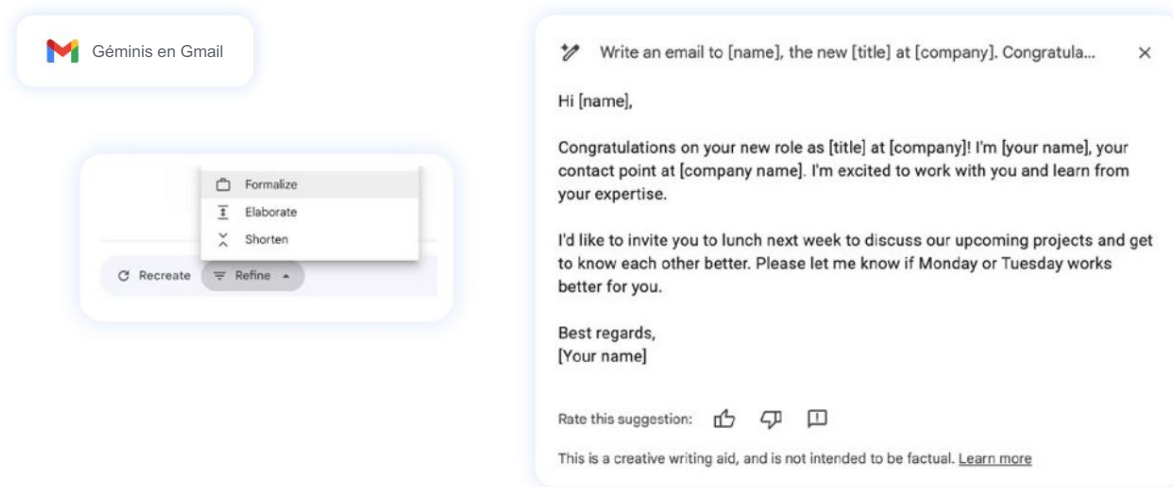 Géminis en Gmail
Formalize
Elaborate
Shorten
Recreate
Refine
Write an email to [name], the new [title] at [company]. Congratula...
Hi [name],
Congratulations on your new role as [title] at [company]! I'm [your name], your
contact point at [company name]. I'm excited to work with you and learn from
your expertise.
I'd like to invite you to lunch next week to discuss our upcoming projects and get
to know each other better. Please let me know if Monday or Tuesday works
better for you.
Best regards,
[Your name]
Rate this suggestion:
This is a creative writing aid, and is not intended to be factual. Learn more